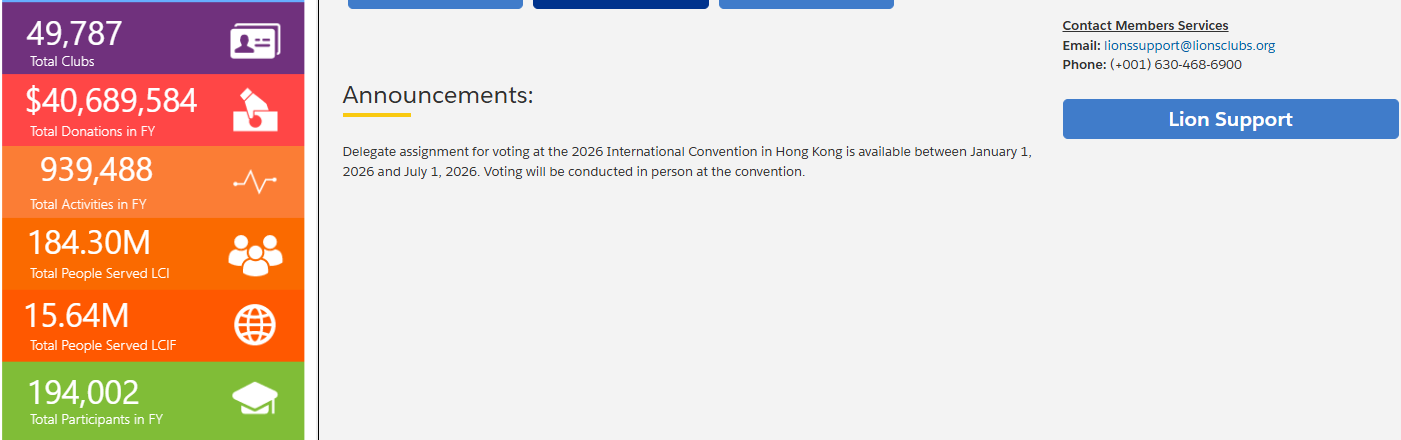 49,787
Total Clubs
$40,689,584
Total Donations in FY
939,488
Total Activities in FY
184.30M
Total People Served LCI
15.64M
Total People Served LCIF
194,002
Total Participants in FY
Announcements:
Delegate assignment for voting at the 2026 International Convention in Hong Kong is available between January 1,
2026 and July 1, 2026. Voting will be conducted in person at the convention.
Contact Members Services
Email: lionssupport@lionsclubs.org
Phone: (+001) 630-468-6900
Lion Support